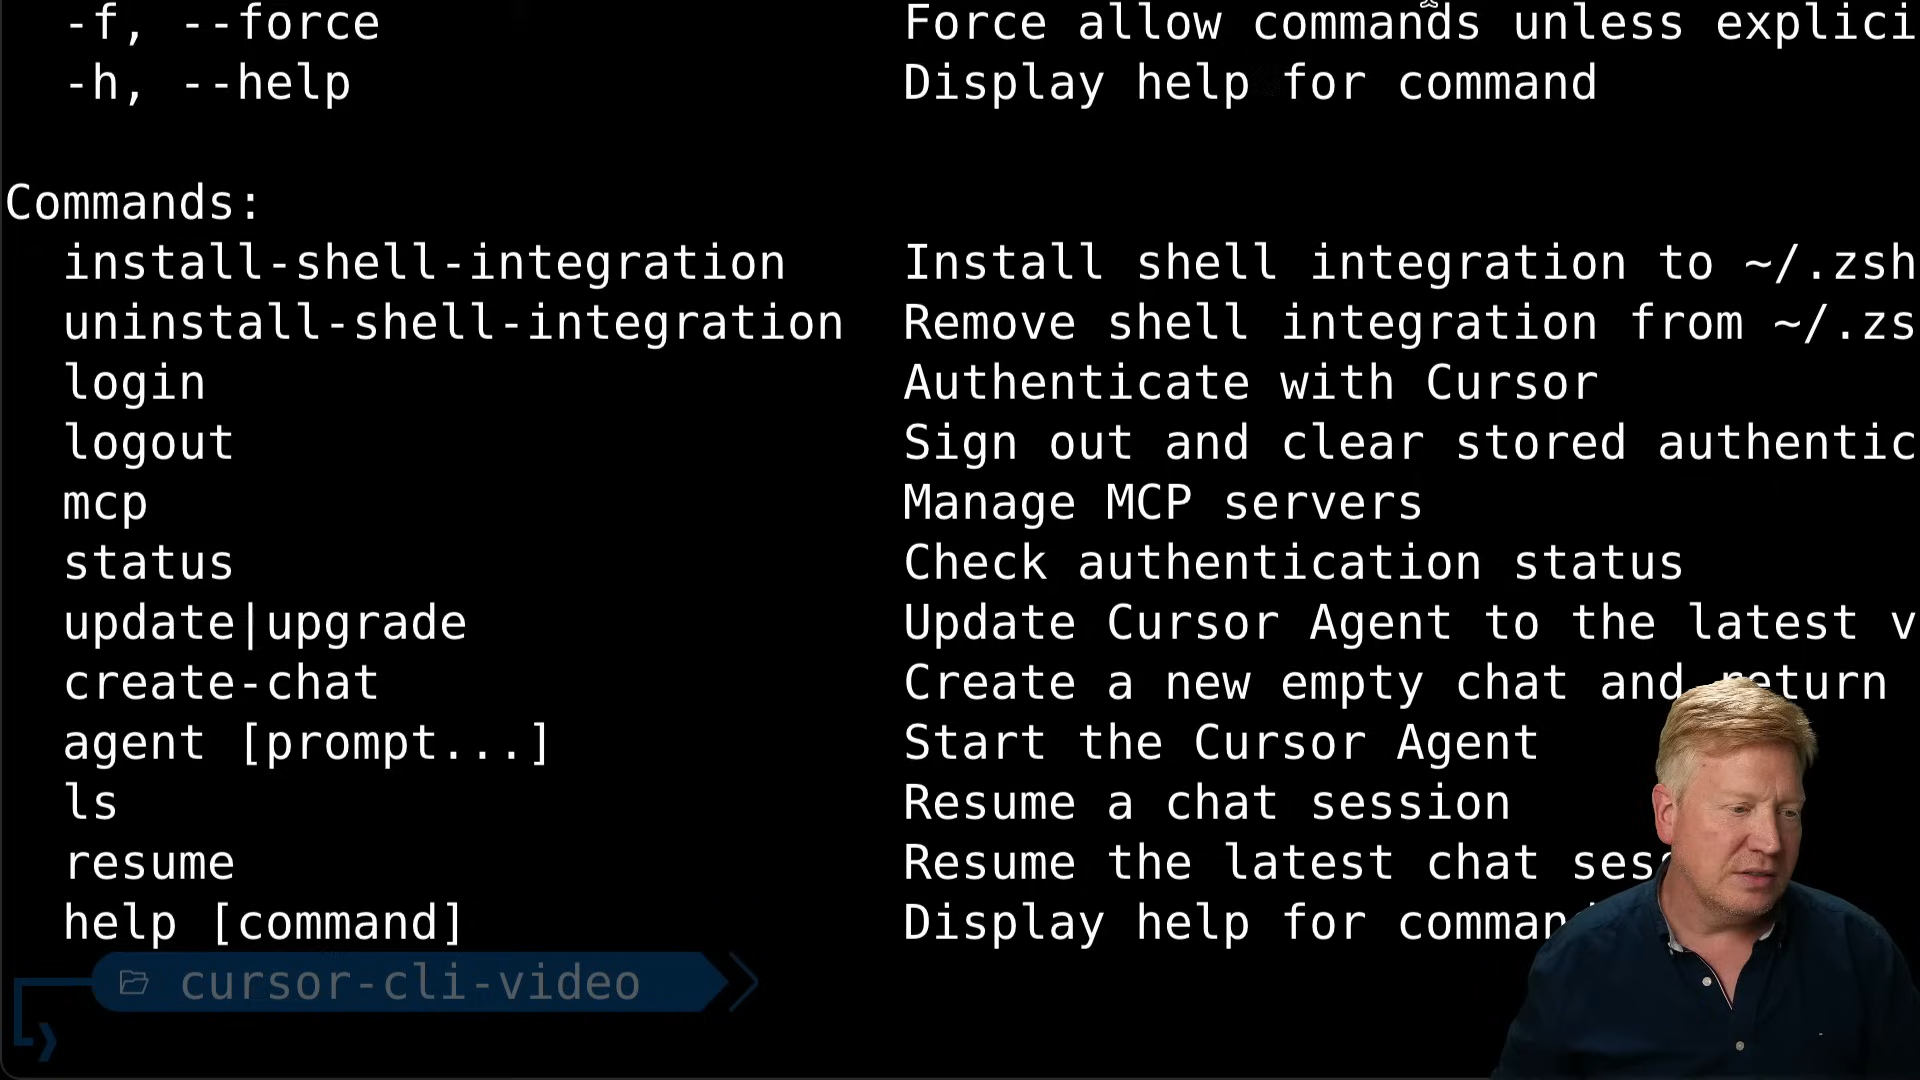 -f, --force Force allow commands unless explici
-h, --help Display help for command
Commands:
install-shell-integration Install shell integration to ~/.zsh
uninstall-shell-integration Remove shell integration from ~/.zs
login Authenticate with Cursor
logout Sign out and clear stored authentic
mcp Manage MCP servers
status Check authentication status
update|upgrade Update Cursor Agent to the latest v
create-chat Create a new empty chat and return
agent [prompt...] Start the Cursor Agent
ls Resume a chat session
resume Resume the latest chat ses
help [command] Display help for comman
cursor-cli-video